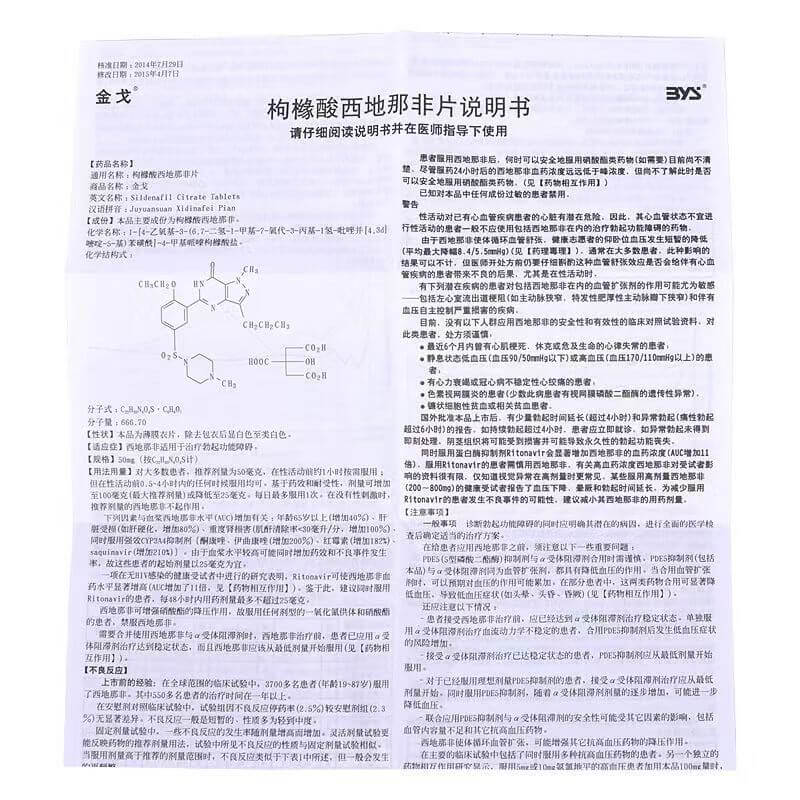 核准日期：2014年7月29日
修改日期：2015年4月7日
金戈®
BYS®
枸橼酸西地那非片说明书
请仔细阅读说明书并在医师指导下使用
【药品名称】
通用名称：枸橼酸西地那非片
商品名称：金戈
英文名称：Sildenafil Citrate Tablets
汉语拼音：Juyuansuan Xidinafei Pian
【成份】本品主要成份为枸橼酸西地那非。
化学名称：1-[4-乙氧基-3-(6,7-二氢-1-甲基-7-氧代-3-丙基-1氢-吡唑并[4,3d]
嘧啶-5-基)苯磺酰]-4-甲基哌嗪枸橼酸盐。
化学结构式：
O
CH₃
CH₃CH₂O
HN
N
N
N
CH₂CH₂CH₃
O₂S
N
N
CH₃
CO₂H
HOOC
OH
CO₂H
分子式：C₂₂H₃₀N₆O₄S·C₆H₈O₇
分子量：666.70
【性状】本品为薄膜衣片，除去包衣后显白色至类白色。
【适应症】西地那非适用于治疗勃起功能障碍。
【规格】50mg（按C₂₂H₃₀N₆O₄S计）
【用法用量】对大多数患者，推荐剂量为50毫克，在性活动前约1小时按需服用；
但在性活动前0.5-4小时内的任何时候服用均可。基于药效和耐受性，剂量可增加
至100毫克(最大推荐剂量)或降低至25毫克。每日最多服用1次。在没有性刺激时，
推荐剂量的西地那非不起作用。
下列因素与血浆西地那非水平(AUC)增加有关：年龄65岁以上(增加40%)、肝
脏受损(如肝硬化，增加80%)、重度肾损害(肌酐清除率<30毫升/分，增加100%)、
同时服用强效CYP3A4抑制剂[酮康唑、伊曲康唑(增加200%)、红霉素(增加182%)、
saquinavir(增加210%)]。由于血浆水平较高可能同时增加药效和不良事件发生
率，故这些患者的起始剂量以25毫克为宜。
一项在无HIV感染的健康受试者中进行的研究表明，Ritonavir可使西地那非血
药水平显著增高(AUC增加了11倍，见【药物相互作用】)。鉴于此，建议同时服用
Ritonavir的患者，每48小时内用药剂量最多不超过25毫克。
西地那非可增强硝酸酯的降压作用，故服用任何剂型的一氧化氮供体和硝酸酯
的患者，禁服西地那非。
需要合并使用西地那非与α受体阻滞剂时，西地那非治疗前，患者已应用α受
体阻滞剂治疗达到稳定状态，而且西地那非应该从最低剂量开始服用(见【药物相
互作用】)。
【不良反应】
上市前的经验：在全球范围的临床试验中，3700多名患者(年龄19-87岁)服用
了西地那非。其中550多名患者的治疗时间在一年以上。
在安慰剂对照临床试验中，试验组因不良反应停药率(2.5%)较安慰剂组(2.3
%)无显著差异。不良反应一般是短暂的、性质多为轻到中度。
固定剂量试验中，一些不良反应的发生率随剂量增高而增加。灵活剂量试验更
能反映药物的推荐剂量用法，试验中所见不良反应的性质与固定剂量试验相似。
当服用剂量高于推荐的剂量范围时，不良反应类似于下表1中所述，但一般会发生
患者服用西地那非后，何时可以安全地服用硝酸酯类药物(如需要)目前尚不清
楚。尽管服药24小时后的西地那非血药浓度远远低于峰浓度，但尚不了解此时是否
可以安全服用硝酸酯类药物。(见【药物相互作用】)
已知对本品中任何成份过敏的患者禁用。
警告
性活动对已有心血管疾病患者的心脏有潜在危险，因此，其心血管状态不宜进
行性活动的患者一般不应使用包括西地那非在内的治疗勃起功能障碍的药物。
由于西地那非使体循环血管舒张，健康志愿者的仰卧位血压发生短暂的降低
(平均最大降幅8.4/5.5mmHg)(见【药理毒理】)，通常在大多数患者，此种影响的
结果可以不计，但医师开处方前仍要仔细斟酌这种血管舒张效应是否会给伴有心血
管疾病的患者带来不良的后果，尤其是在性活动时。
有下列潜在疾病的患者对包括西地那非在内的血管扩张剂的作用可能尤为敏感
——包括左心室流出道梗阻(如主动脉狭窄，特发性肥厚性主动脉瓣下狭窄)和伴有
血压自主控制严重损害的疾病。
目前，没有以下人群应用西地那非的安全性和有效性的临床对照试验资料，对
此类患者，处方须谨慎：
●最近6个月内曾有心肌梗死、休克或危及生命的心律失常的患者；
●静息状态低血压(血压90/50mmHg以下)或高血压(血压170/110mmHg以上)的患
者；
●有心力衰竭或冠心病不稳定性心绞痛的患者；
●色素视网膜炎的患者(少数此病患者有视网膜磷酸二酯酶的遗传性异常)。
●镰状细胞性贫血或相关贫血患者。
国外批准本品上市后，有少量勃起时间延长(超过4小时)和异常勃起(痛性勃起
超过6小时)的报告。如持续勃起超过4小时，患者应立即就诊。如异常勃起未得到
即刻处理，阴茎组织将可能受到损害并可能导致永久性的勃起功能丧失。
同时服用蛋白酶抑制剂Ritonavir会显著增加西地那非的血药浓度(AUC增加11
倍)。服用Ritonavir的患者需慎用西地那非。有关高血药浓度西地那非对受试者影
响的资料很有限。仅知道视觉异常在高剂量时更常见。某些服用高剂量西地那非
(200-800mg)的健康受试者报告了血压下降、晕厥和勃起时间延长。为减少服用
Ritonavir的患者发生不良事件的可能性，建议减小其西地那非的用药剂量。
【注意事项】
一般事项 诊断勃起功能障碍的同时应明确其潜在的病因，进行全面的医学检
查后确定适当的治疗方案。
在给患者应用西地那非之前，须注意以下一些重要问题：
PDE5(5型磷酸二酯酶)抑制剂与α受体阻滞剂合用时需谨慎。PDE5抑制剂(包括
本品)与α受体阻滞剂同为血管扩张剂，都具有降低血压的作用。当合用血管扩张
剂时，可以预期对血压的作用可能累加。在部分患者中，这两类药物合用可显著降
低血压，导致低血压症状(如头晕、头昏、昏厥)(见【药物相互作用】)。
还应注意以下情况：
-患者接受西地那非治疗前，应已经达到α受体阻滞剂治疗稳定状态。单独服
用α受体阻滞剂治疗血流动力学不稳定的患者，合用PDE5抑制剂后发生低血压症状
的风险增加。
-接受α受体阻滞剂治疗已达稳定状态的患者，PDE5抑制剂应从最低剂量开始
服用。
-对于已经服用理想剂量PDE5抑制剂的患者，接受α受体阻滞剂治疗应从最低
剂量开始。同时服用PDE5抑制剂，随着α受体阻滞剂剂量的逐步增加，可能进一步
降低血压。
-联合应用PDE5抑制剂与α受体阻滞剂的安全性可能受其它因素的影响，包括
血管内容量不足和其它抗高血压药物。
西地那非使体循环血管扩张，可能增强其它抗高血压药物的降压作用。
在主要的临床试验中包括了同时服用多种抗高血压药物的患者。另一个独立的
药物相互作用研究显示，服用5mg或10mg氨氯地平的高血压患者加用本品100mg量时，